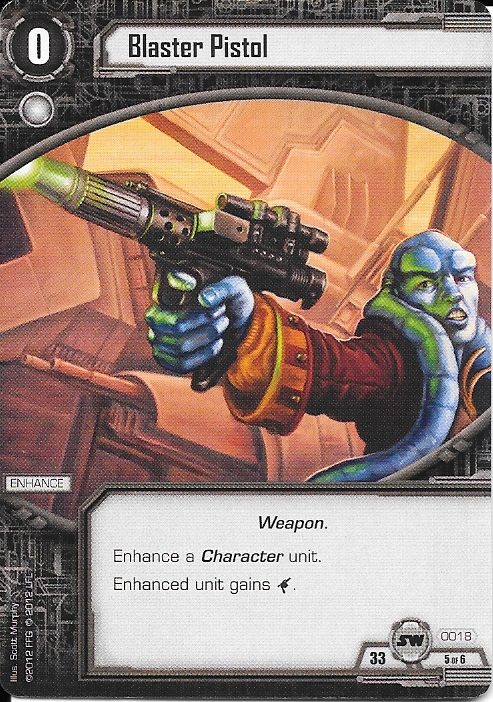 0
Blaster Pistol
ENHANCE
Weapon.
Enhance a Character unit.
Enhanced unit gains .
Illus. Scott Murphy
©2012 FFG © 2012 LFL
SW
0018
33
5 OF 6